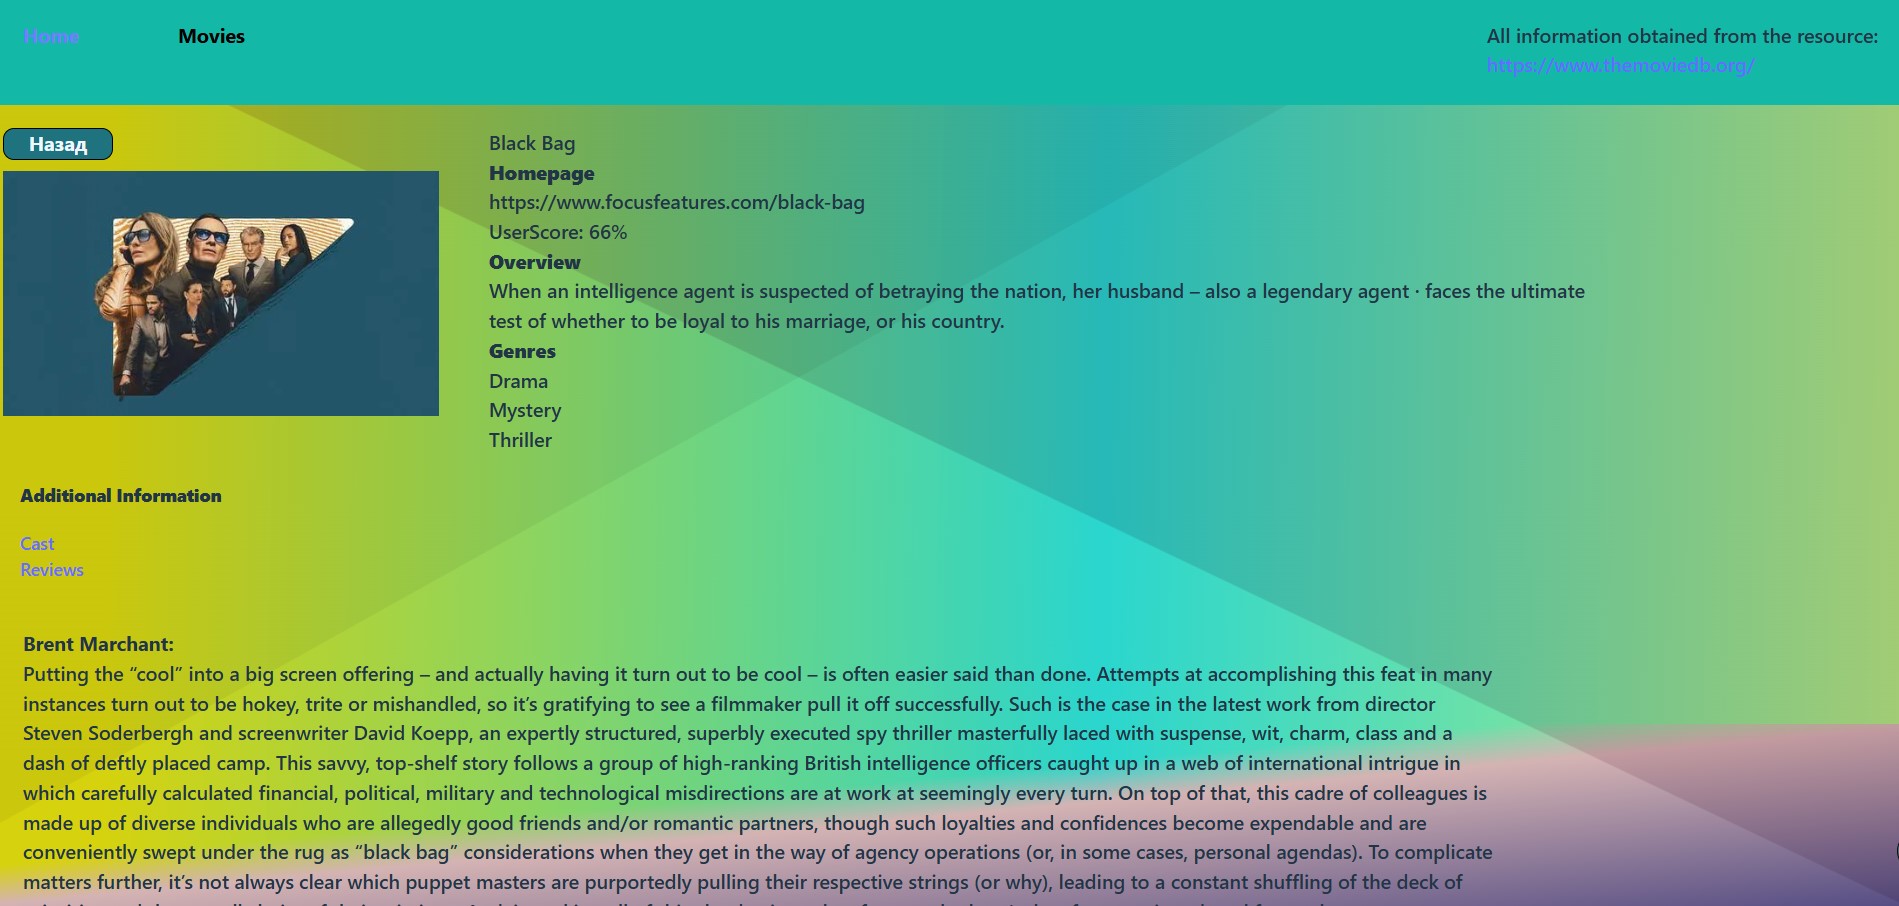 Home
Movies
All information obtained from the resource:
https://www.themoviedb.org/
Назад
Black Bag
Homepage
https://www.focusfeatures.com/black-bag
UserScore: 66%
Overview
When an intelligence agent is suspected of betraying the nation, her husband – also a legendary agent · faces the ultimate
test of whether to be loyal to his marriage, or his country.
Genres
Drama
Mystery
Thriller
Additional Information
Cast
Reviews
Brent Marchant:
Putting the “cool” into a big screen offering – and actually having it turn out to be cool – is often easier said than done. Attempts at accomplishing this feat in many
instances turn out to be hokey, trite or mishandled, so it’s gratifying to see a filmmaker pull it off successfully. Such is the case in the latest work from director
Steven Soderbergh and screenwriter David Koepp, an expertly structured, superbly executed spy thriller masterfully laced with suspense, wit, charm, class and a
dash of deftly placed camp. This savvy, top-shelf story follows a group of high-ranking British intelligence officers caught up in a web of international intrigue in
which carefully calculated financial, political, military and technological misdirections are at work at seemingly every turn. On top of that, this cadre of colleagues is
made up of diverse individuals who are allegedly good friends and/or romantic partners, though such loyalties and confidences become expendable and are
conveniently swept under the rug as “black bag” considerations when they get in the way of agency operations (or, in some cases, personal agendas). To complicate
matters further, it’s not always clear which puppet masters are purportedly pulling their respective strings (or why), leading to a constant shuffling of the deck of